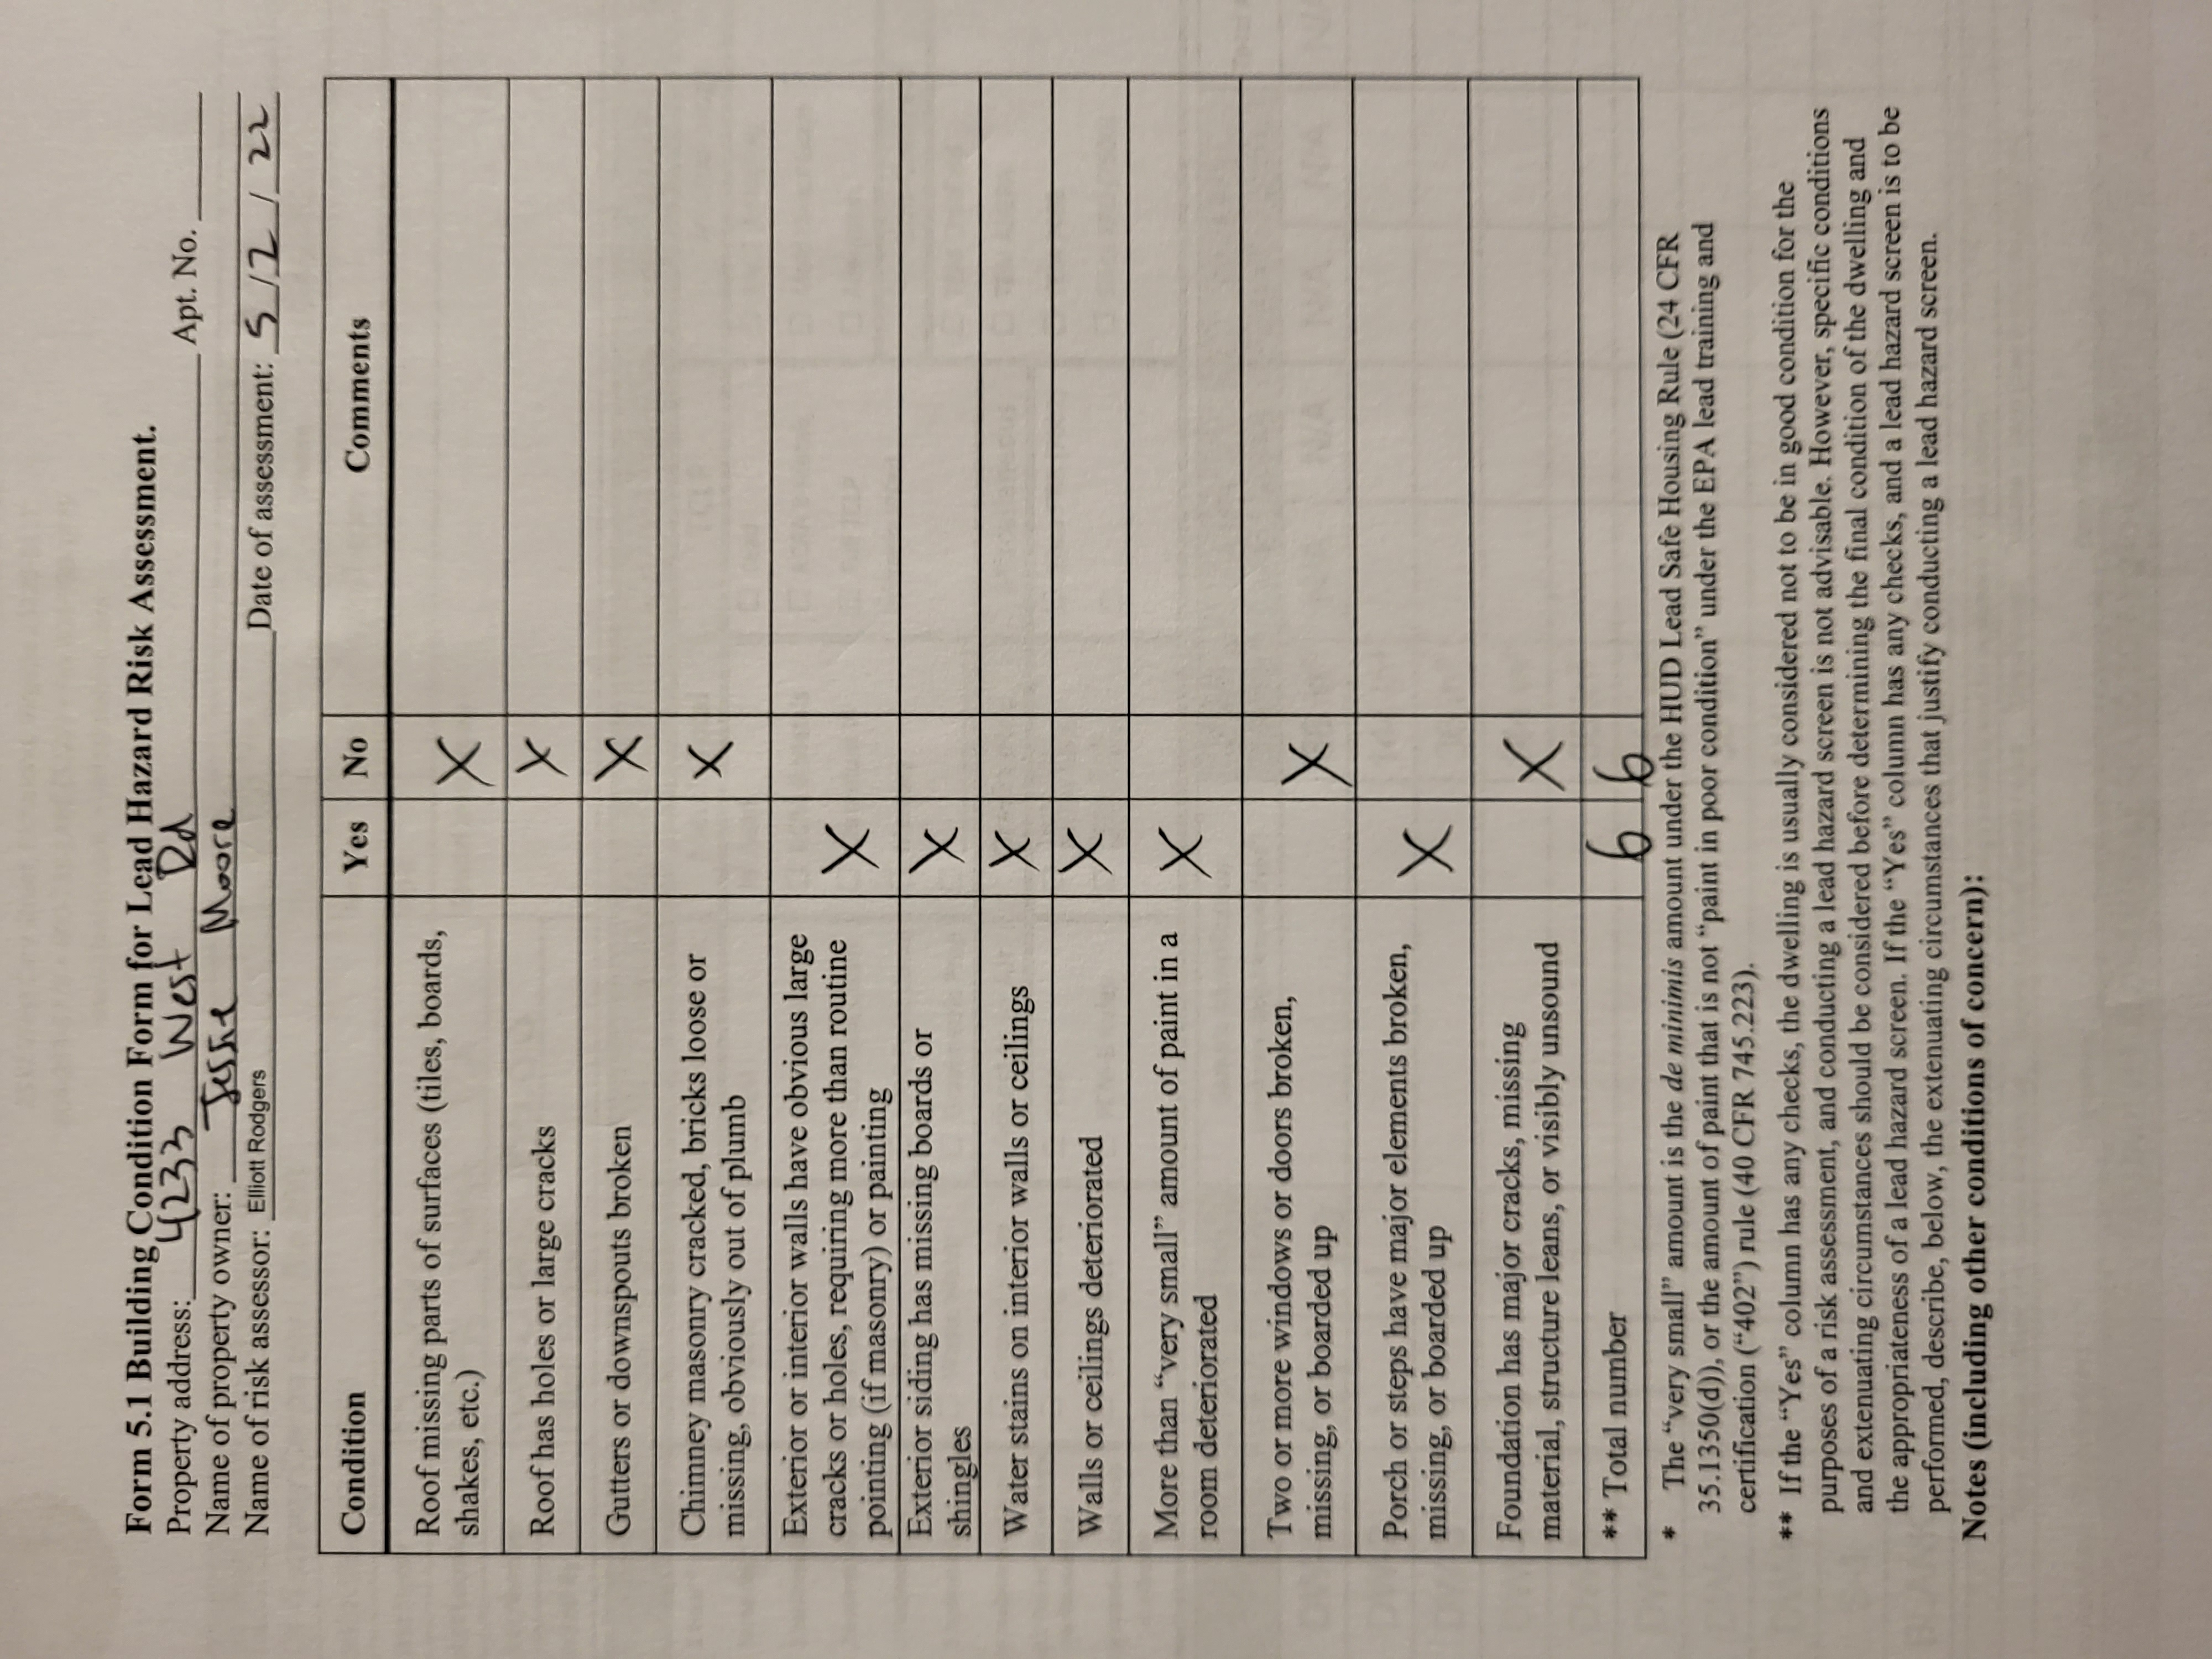 Form 5.1 Building Condition Form for Lead Hazard Risk Assessment.
Property address: 4233 West Rd Apt. No.
Name of property owner: Jesse Moore
Name of risk assessor: Elliott Rodgers Date of assessment: 5/2/22
Condition Yes No Comments
Roof missing parts of surfaces (tiles, boards,
shakes, etc.) X
Roof has holes or large cracks X
Gutters or downspouts broken X
Chimney masonry cracked, bricks loose or
missing, obviously out of plumb X
Exterior or interior walls have obvious large
cracks or holes, requiring more than routine
pointing (if masonry) or painting X
Exterior siding has missing boards or
shingles X
Water stains on interior walls or ceilings X
Walls or ceilings deteriorated X
More than “very small” amount of paint in a
room deteriorated X
Two or more windows or doors broken,
missing, or boarded up X
Porch or steps have major elements broken,
missing, or boarded up X
Foundation has major cracks, missing
material, structure leans, or visibly unsound X
** Total number 6 6
* The “very small” amount is the de minimis amount under the HUD Lead Safe Housing Rule (24 CFR
35.1350(d)), or the amount of paint that is not “paint in poor condition” under the EPA lead training and
certification (“402”) rule (40 CFR 745.223).
** If the “Yes” column has any checks, the dwelling is usually considered not to be in good condition for the
purposes of a risk assessment, and conducting a lead hazard screen is not advisable. However, specific conditions
and extenuating circumstances should be considered before determining the final condition of the dwelling and
the appropriateness of a lead hazard screen. If the “Yes” column has any checks, and a lead hazard screen is to be
performed, describe, below, the extenuating circumstances that justify conducting a lead hazard screen.
Notes (including other conditions of concern):